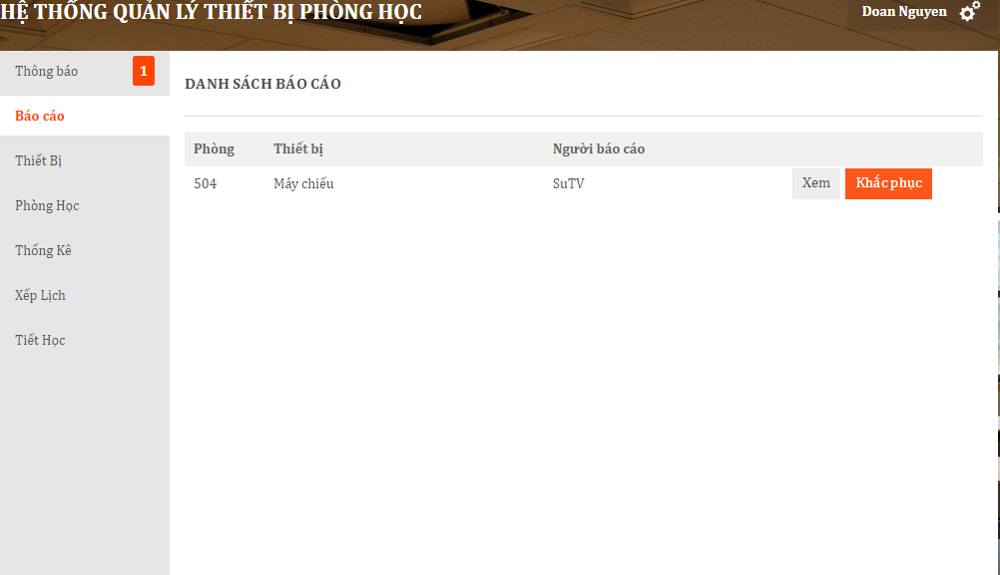 HỆ THỐNG QUẢN LÝ THIẾT BỊ PHÒNG HỌC
Doan Nguyen
Thông báo 1
Báo cáo
Thiết Bị
Phòng Học
Thống Kê
Xếp Lịch
Tiết Học
DANH SÁCH BÁO CÁO
Phòng Thiết bị Người báo cáo
504 Máy chiếu SuTV Xem Khắc phục